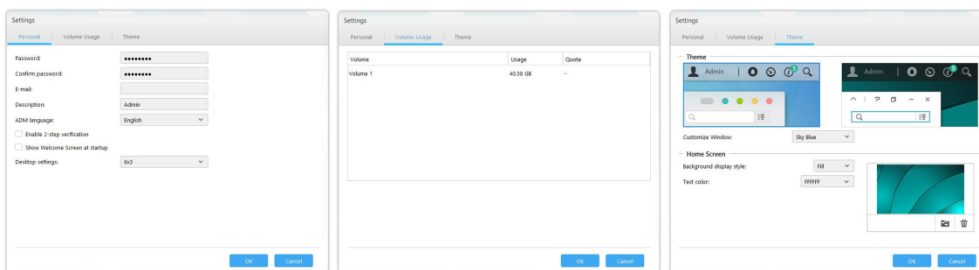 Settings
Personal Volume Usage Theme
Password: ••••••••
Confirm password: ••••••••
E-mail:
Description: Admin
ADM language: English
Enable 2-step verification
Show Welcome Screen at startup
Desktop settings: 6x3
OK Cancel
Settings
Personal Volume Usage Theme
Volume Usage Quota
Volume 1 40.58 GB -
OK Cancel
Settings
Personal Volume Usage Theme
Theme
Admin 5
Admin 5
Customize Window: Sky Blue
Home Screen
Background display style: Fill
Text color: FFFFFF
OK Cancel